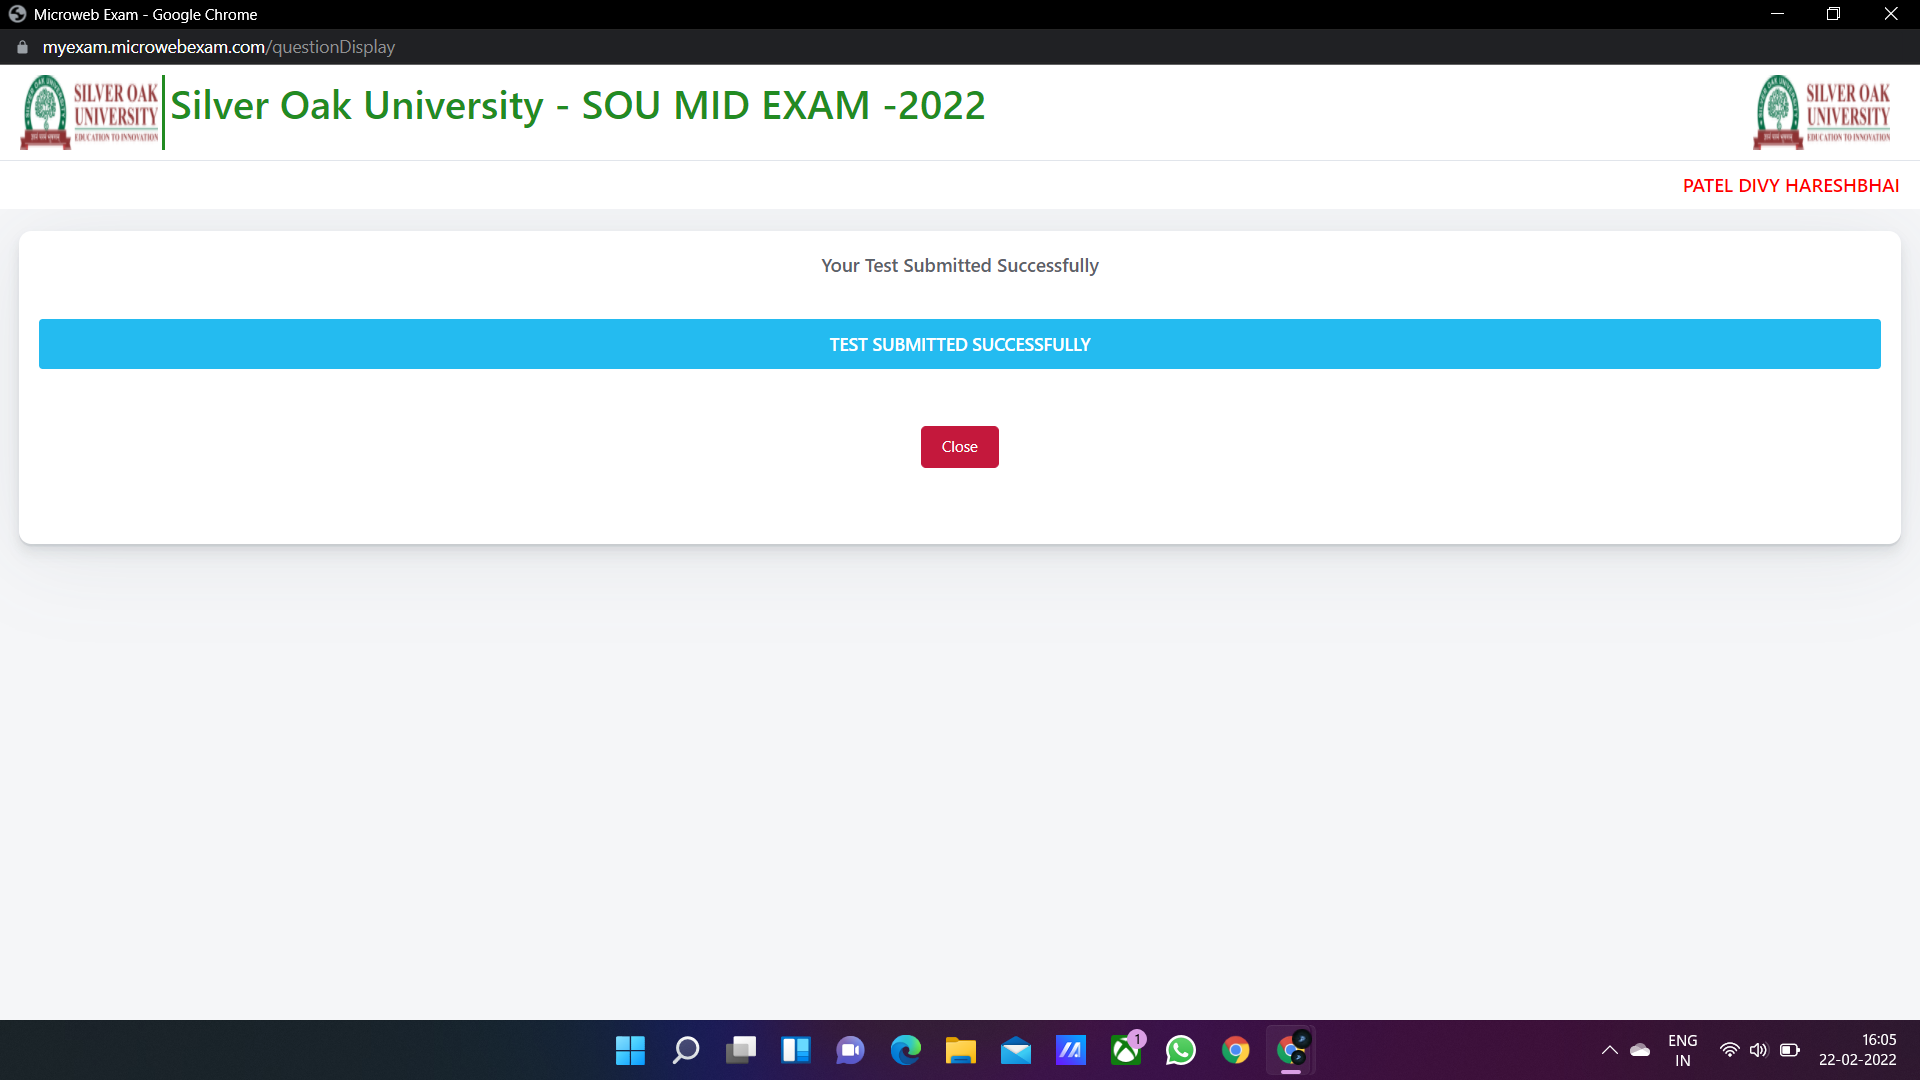 Microweb Exam - Google Chrome
myexam.microwebexam.com/questionDisplay
SILVER OAK
UNIVERSITY
EDUCATION TO INNOVATION
Silver Oak University - SOU MID EXAM -2022
SILVER OAK
UNIVERSITY
EDUCATION TO INNOVATION
PATEL DIVY HARESHBHAI
Your Test Submitted Successfully
TEST SUBMITTED SUCCESSFULLY
Close
1
ENG
IN
16:05
22-02-2022